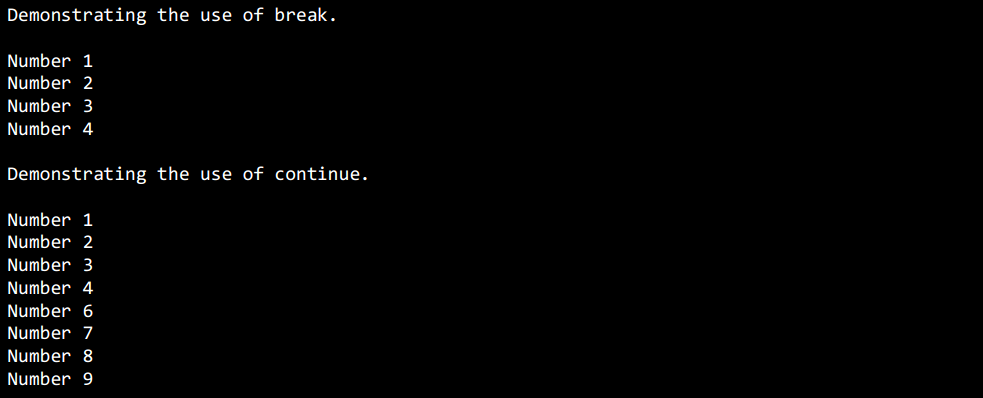 Demonstrating the use of break.
Number 1
Number 2
Number 3
Number 4
Demonstrating the use of continue.
Number 1
Number 2
Number 3
Number 4
Number 6
Number 7
Number 8
Number 9